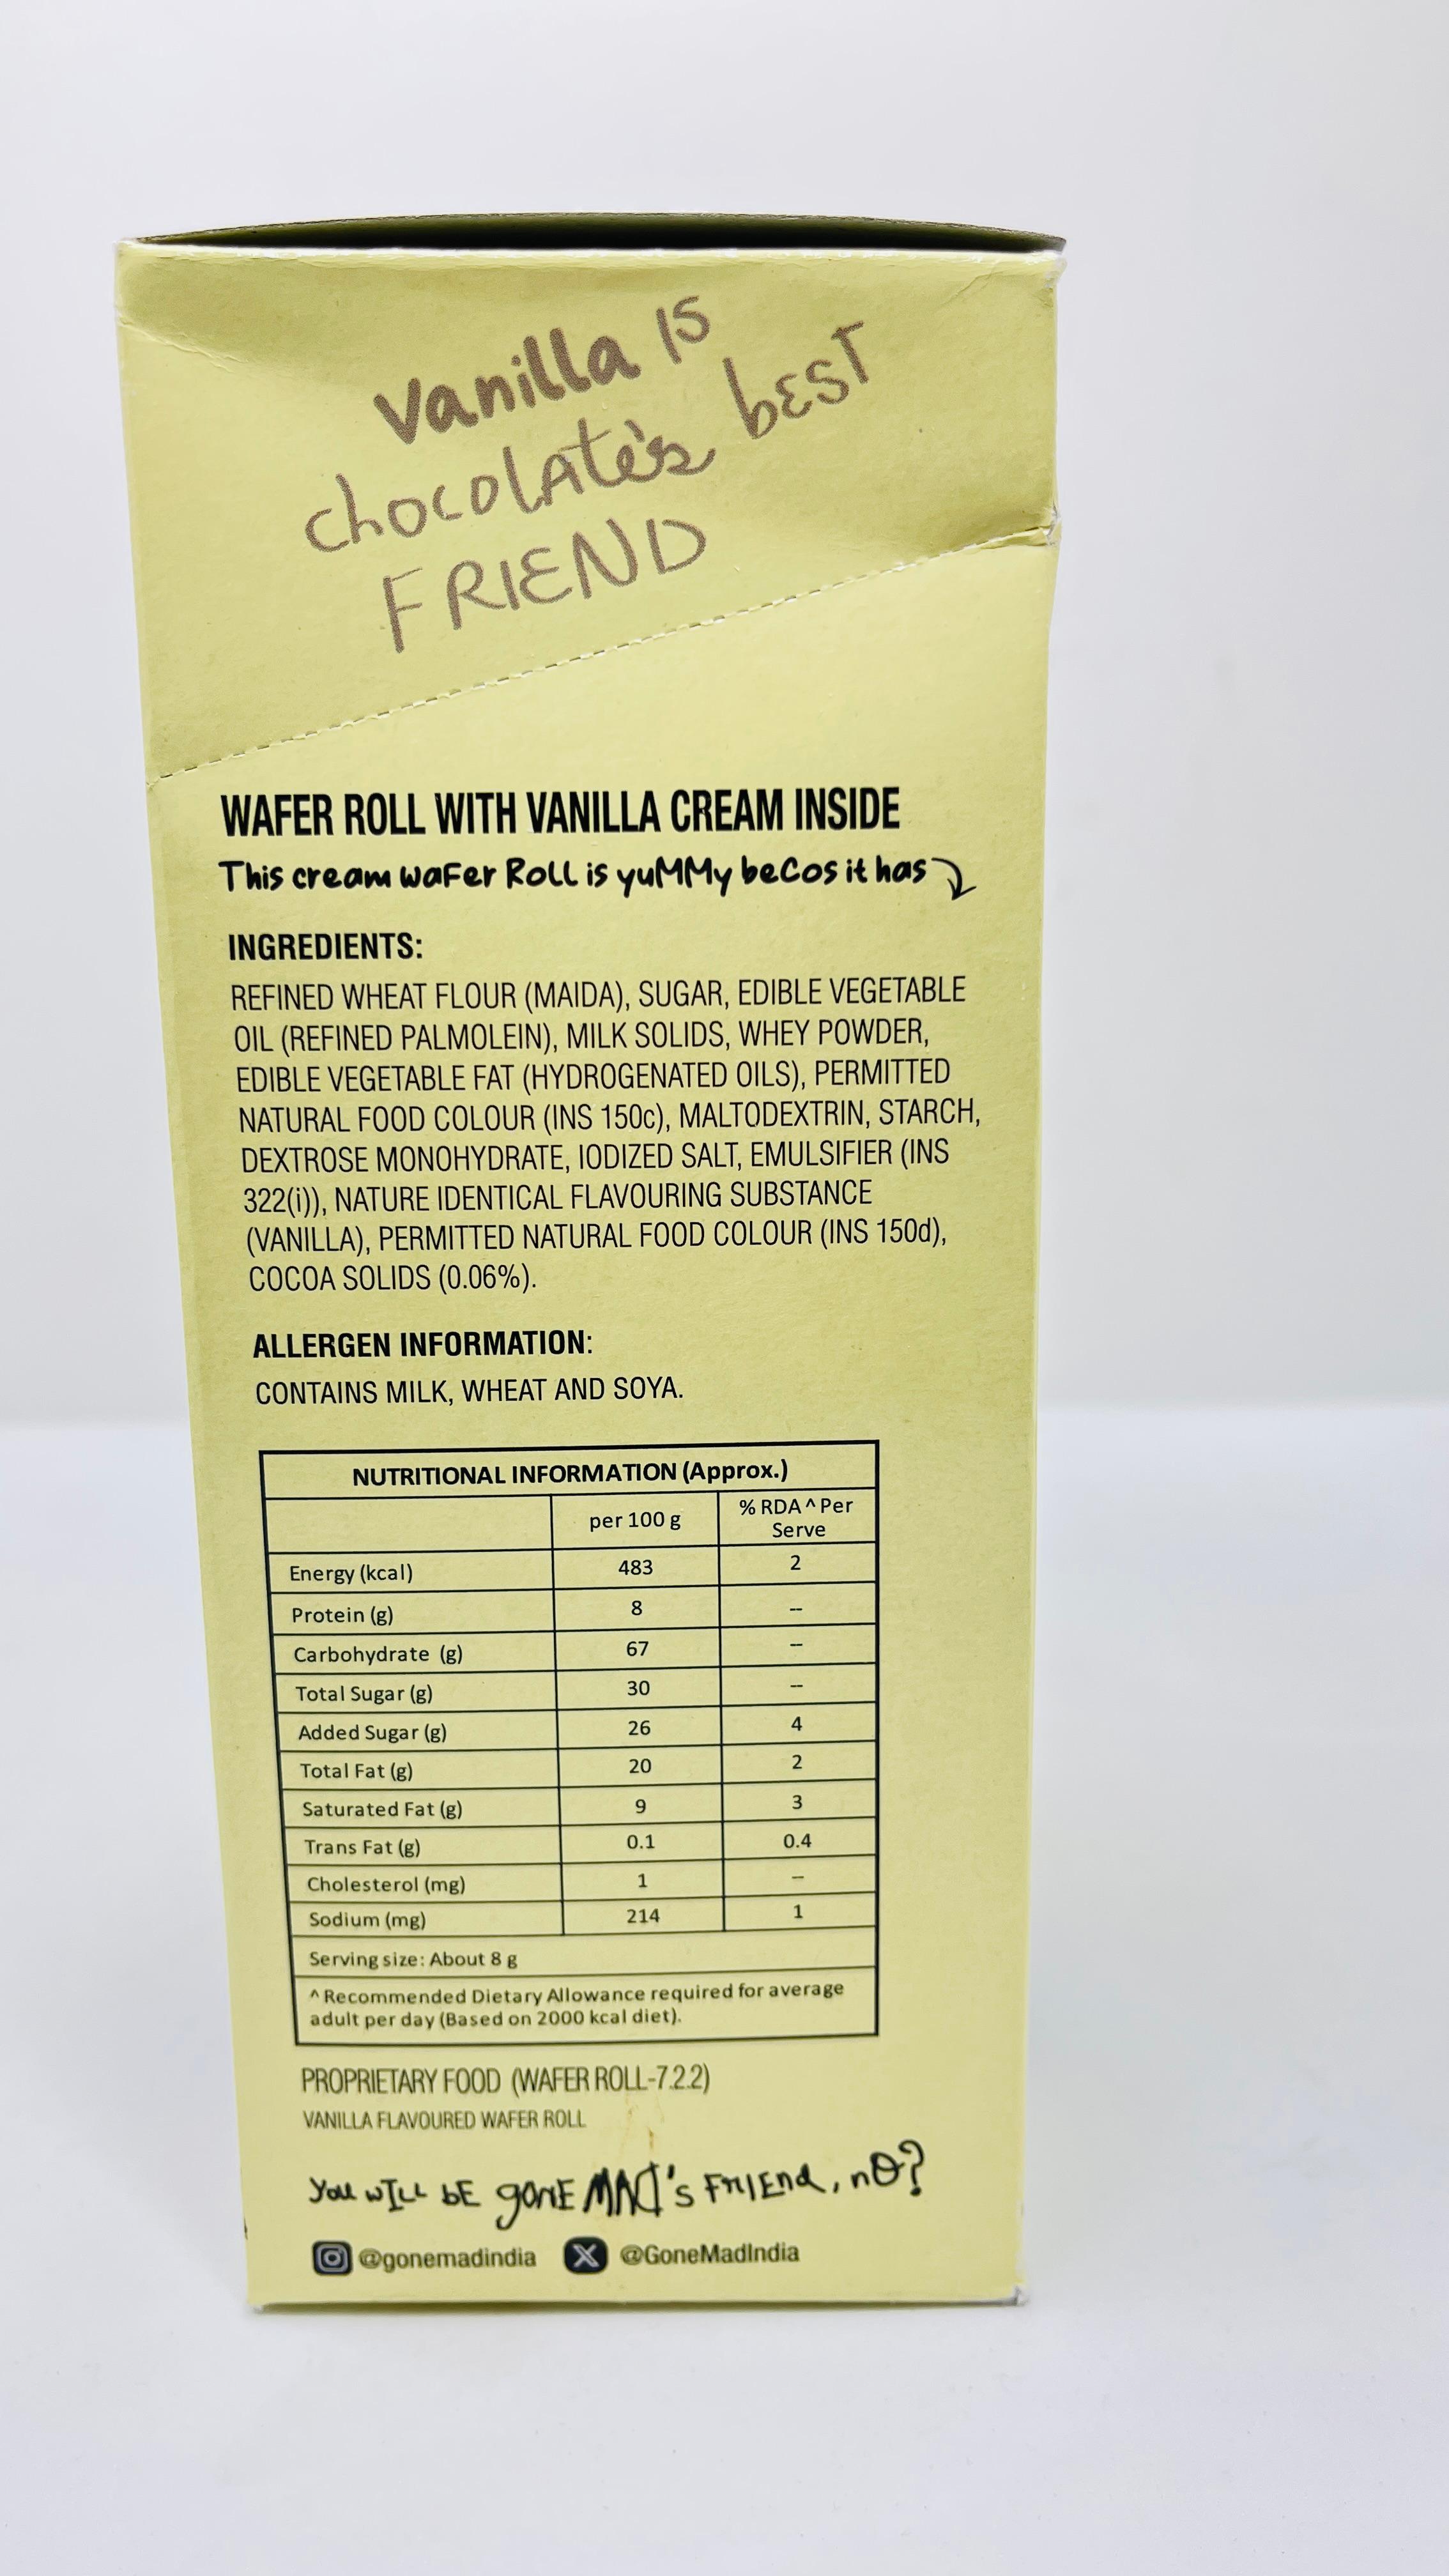 Vanilla IS
chocolate's best
FRIEND
WAFER ROLL WITH VANILLA CREAM INSIDE
This cream waFer Roll is yuMMy beCos it has
INGREDIENTS:
REFINED WHEAT FLOUR (MAIDA), SUGAR, EDIBLE VEGETABLE
OIL (REFINED PALMOLEIN), MILK SOLIDS, WHEY POWDER,
EDIBLE VEGETABLE FAT (HYDROGENATED OILS), PERMITTED
NATURAL FOOD COLOUR (INS 150c), MALTODEXTRIN, STARCH,
DEXTROSE MONOHYDRATE, IODIZED SALT, EMULSIFIER (INS
322(i)), NATURE IDENTICAL FLAVOURING SUBSTANCE
(VANILLA), PERMITTED NATURAL FOOD COLOUR (INS 150d),
COCOA SOLIDS (0.06%).
ALLERGEN INFORMATION:
CONTAINS MILK, WHEAT AND SOYA.
NUTRITIONAL INFORMATION (Approx.)
per 100 g % RDA ^ Per
Serve
Energy (kcal) 483 2
Protein (g) 8 --
Carbohydrate (g) 67 --
Total Sugar (g) 30 --
Added Sugar (g) 26 4
Total Fat (g) 20 2
Saturated Fat (g) 9 3
Trans Fat (g) 0.1 0.4
Cholesterol (mg) 1 --
Sodium (mg) 214 1
Serving size: About 8 g
^ Recommended Dietary Allowance required for average
adult per day (Based on 2000 kcal diet).
PROPRIETARY FOOD (WAFER ROLL-7.2.2)
VANILLA FLAVOURED WAFER ROLL
You wILL bE gonE MAd's FrIEnd, nO?
@gonemadindia @GoneMadIndia